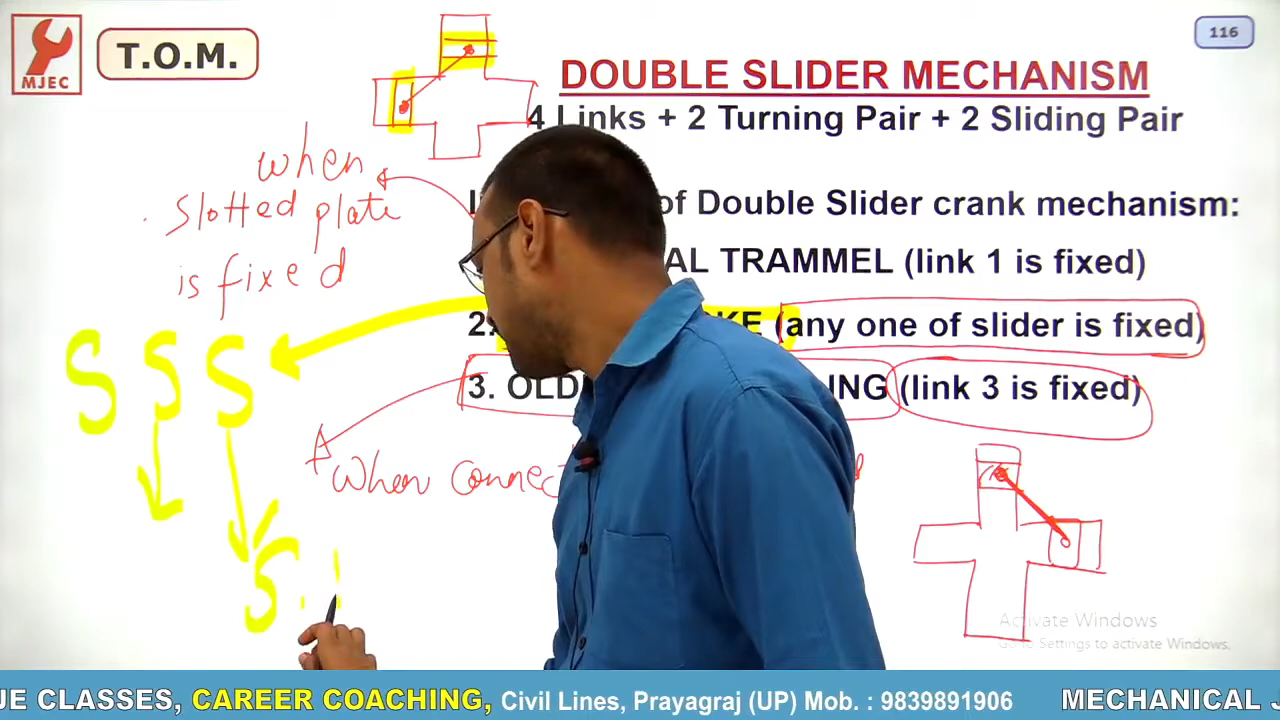 MJEC
T.O.M.
116
DOUBLE SLIDER MECHANISM
4 Links + 2 Turning Pair + 2 Sliding Pair
when
slotted plate
is fixed
of Double Slider crank mechanism:
AL TRAMMEL (link 1 is fixed)
2. KE (any one of slider is fixed)
3. OLD ING (link 3 is fixed)
S S S
When connec
S
Activate Windows
Go to Settings to activate Windows.
UE CLASSES, CAREER COACHING, Civil Lines, Prayagraj (UP) Mob. : 9839891906 MECHANICAL J